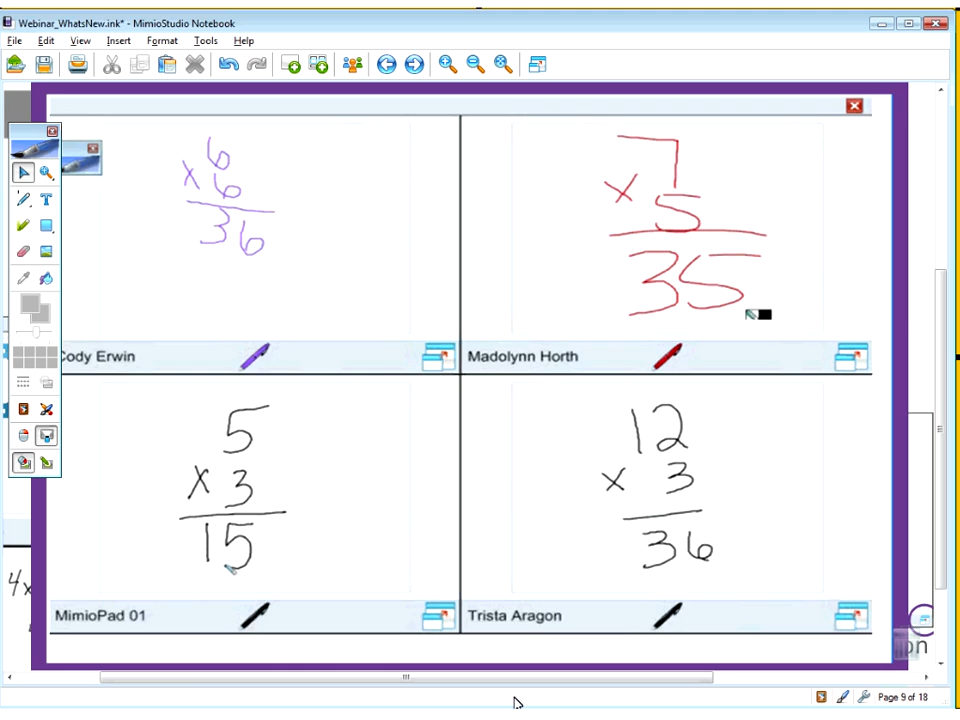 Webinar_WhatsNew.ink* - MimioStudio Notebook
File Edit View Insert Format Tools Help
6
x 6
36
7
x 5
35
Cody Erwin
Madolynn Horth
5
x 3
15
12
x 3
36
4x
MimioPad 01
Trista Aragon
on
Page 9 of 18